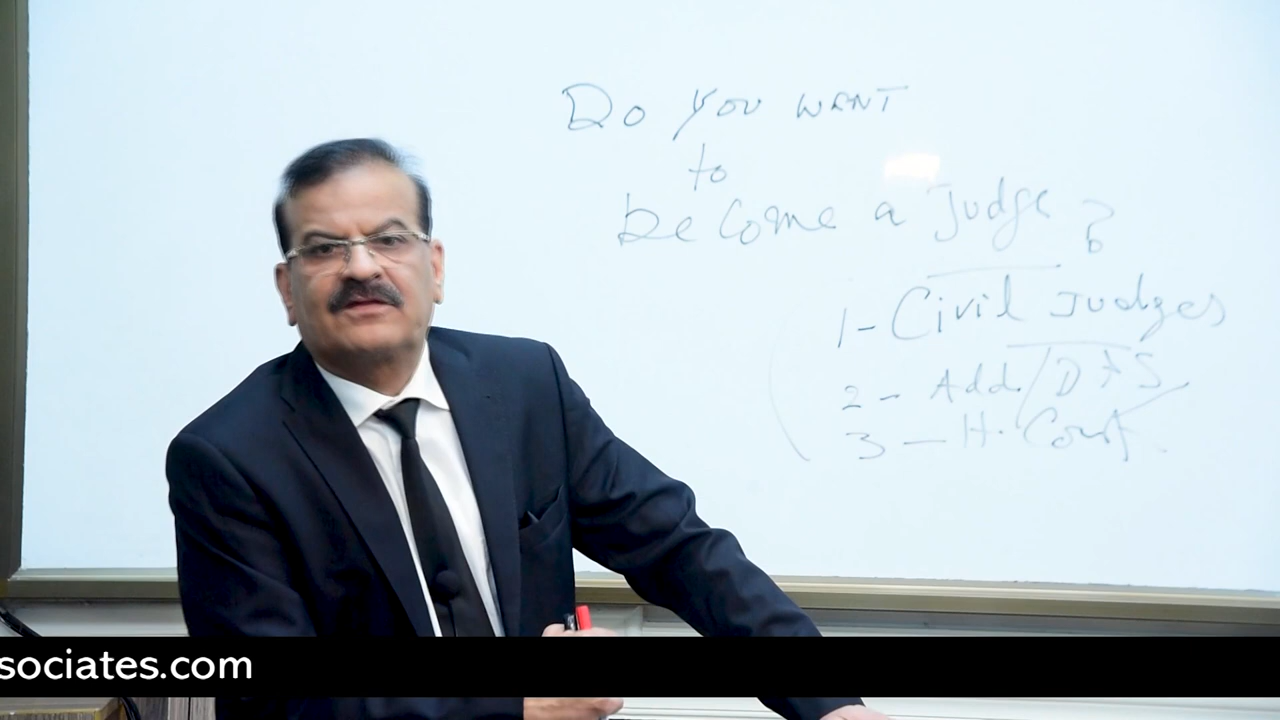 Do YOU WANT
to
become a Judge ?
1- Civil Judges
2 - Add./D & S
3 - H. Court.
sociates.com